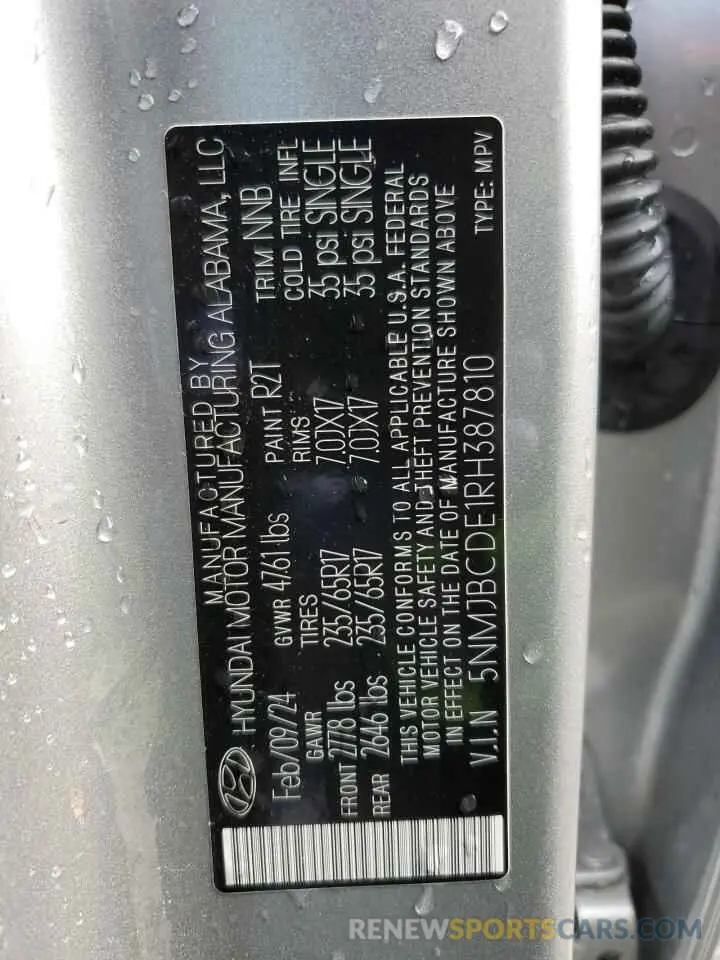 MANUFACTURED BY
HYUNDAI MOTOR MANUFACTURING ALABAMA, LLC
Feb/09/24 GVWR 4761 lbs PAINT R2T TRIM NNB
GAWR TIRES RIMS COLD TIRE INFL
FRONT 2778 lbs 235/65R17 7.0JX17 35 psi SINGLE
REAR 2646 lbs 235/65R17 7.0JX17 35 psi SINGLE
THIS VEHICLE CONFORMS TO ALL APPLICABLE U.S.A. FEDERAL
MOTOR VEHICLE SAFETY AND THEFT PREVENTION STANDARDS
IN EFFECT ON THE DATE OF MANUFACTURE SHOWN ABOVE
V.I.N 5NMJBCDE1RH387810 TYPE: MPV
RENEWSPORTSCARS.COM